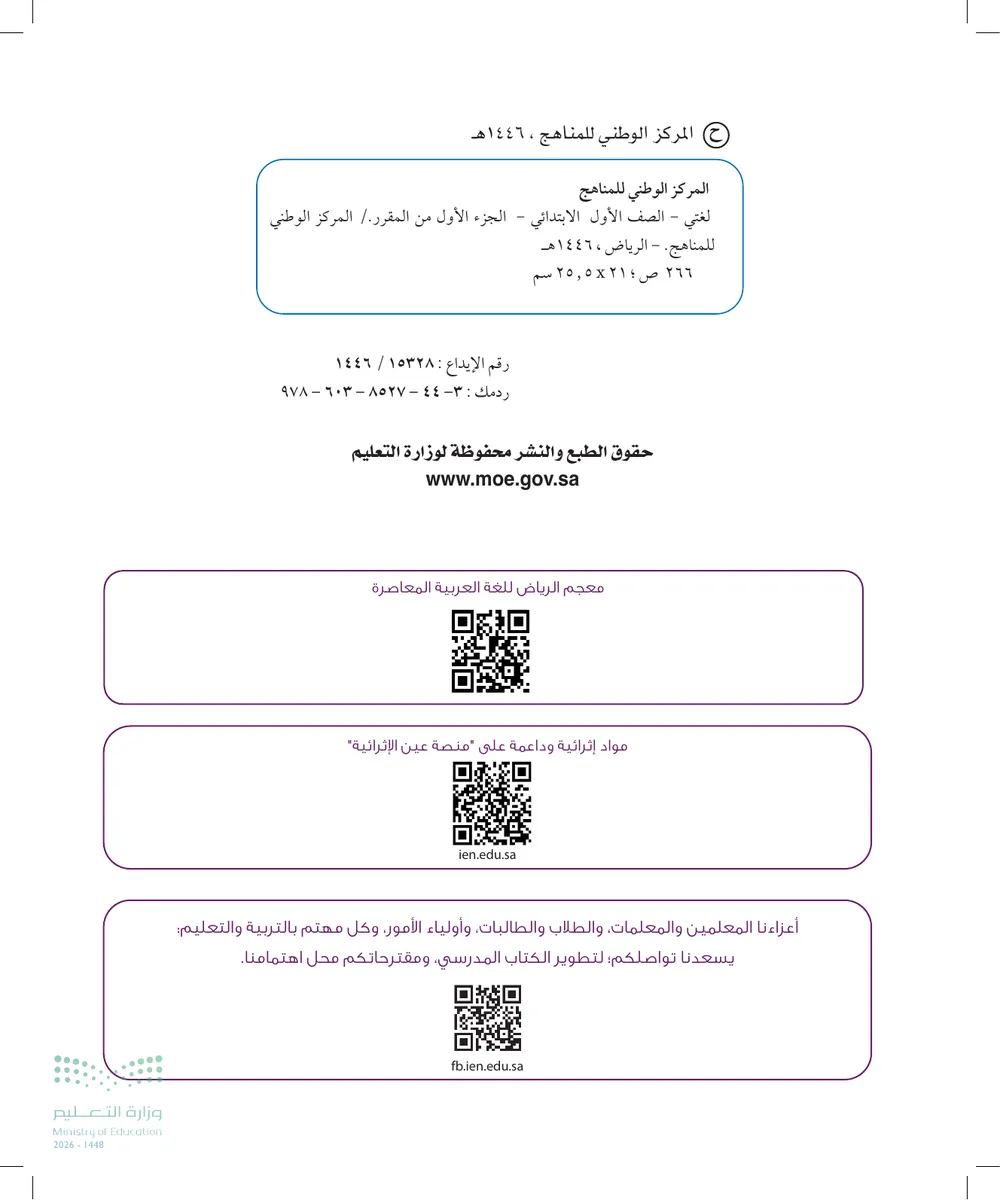 ح المركز الوطني للمناهج ، ١٤٤٦هـ
المركز الوطني للمناهج
لغتي - الصف الأول الابتدائي - الجزء الأول من المقرر./ المركز الوطني
للمناهج. - الرياض ، ١٤٤٦هـ
٢٦٦ ص ؛ ٢١ x ٢٥,٥ سم
رقم الإيداع : ١٥٣٢٨ / ١٤٤٦
ردمك : ٣- ٤٤ - ٨٥٢٧ - ٦٠٣ - ٩٧٨
حقوق الطبع والنشر محفوظة لوزارة التعليم
www.moe.gov.sa
معجم الرياض للغة العربية المعاصرة
مواد إثرائية وداعمة على "منصة عين الإثرائية"
ien.edu.sa
أعزاءنا المعلمين والمعلمات، والطلاب والطالبات، وأولياء الأمور، وكل مهتم بالتربية والتعليم:
يسعدنا تواصلكم؛ لتطوير الكتاب المدرسي، ومقترحاتكم محل اهتمامنا.
fb.ien.edu.sa
وزارة التعـــليم
Ministry of Education
2026 - 1448